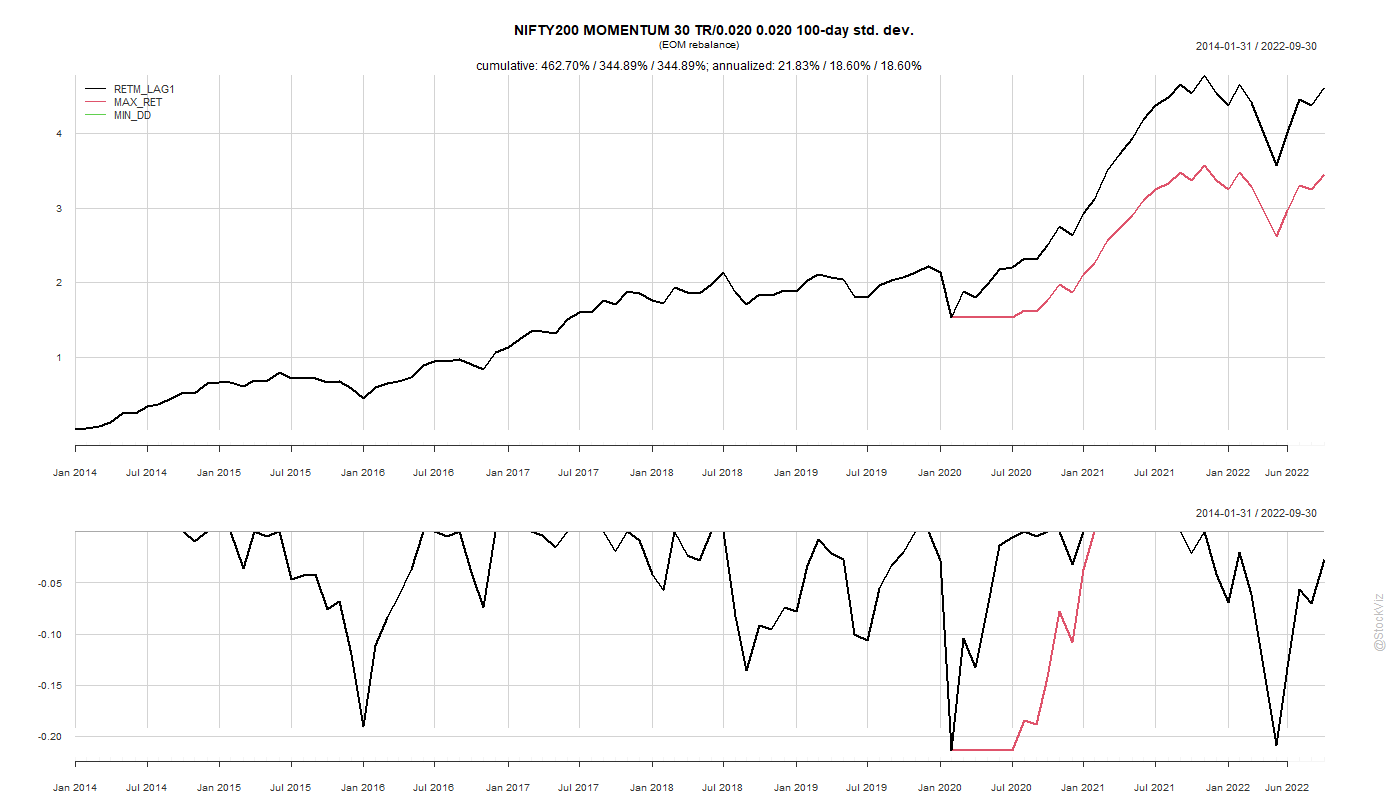 NIFTY200 MOMENTUM 30 TR/0.020 0.020 100-day std. dev.
(EOM rebalance)
2014-01-31 / 2022-09-30
cumulative: 462.70% / 344.89% / 344.89%; annualized: 21.83% / 18.60% / 18.60%
RETM_LAG1
MAX_RET
MIN_DD
4
3
2
1
Jan 2014 Jul 2014 Jan 2015 Jul 2015 Jan 2016 Jul 2016 Jan 2017 Jul 2017 Jan 2018 Jul 2018 Jan 2019 Jul 2019 Jan 2020 Jul 2020 Jan 2021 Jul 2021 Jan 2022 Jun 2022
2014-01-31 / 2022-09-30
-0.05
-0.10
-0.15
-0.20
Jan 2014 Jul 2014 Jan 2015 Jul 2015 Jan 2016 Jul 2016 Jan 2017 Jul 2017 Jan 2018 Jul 2018 Jan 2019 Jul 2019 Jan 2020 Jul 2020 Jan 2021 Jul 2021 Jan 2022 Jun 2022
@StockViz